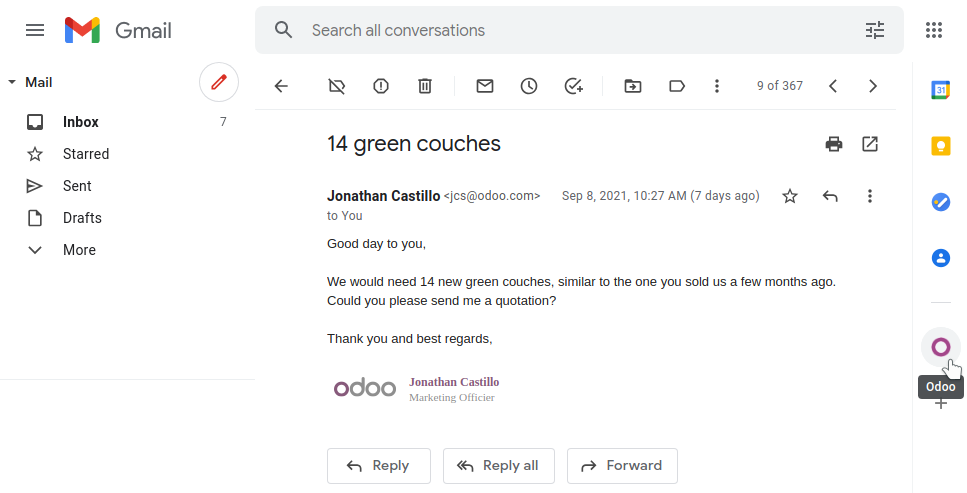 Gmail
Search all conversations
Mail
Inbox 7
Starred
Sent
Drafts
More
9 of 367
14 green couches
Jonathan Castillo <jcs@odoo.com> Sep 8, 2021, 10:27 AM (7 days ago)
to You
Good day to you,
We would need 14 new green couches, similar to the one you sold us a few months ago.
Could you please send me a quotation?
Thank you and best regards,
odoo
Jonathan Castillo
Marketing Officier
Reply Reply all Forward
31
Odoo